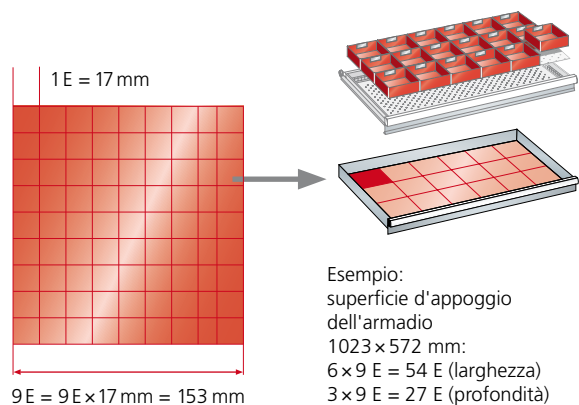 1 E = 17 mm
9 E = 9 E × 17 mm = 153 mm
Esempio:
superficie d'appoggio
dell'armadio
1023 × 572 mm:
6 × 9 E = 54 E (larghezza)
3 × 9 E = 27 E (profondità)